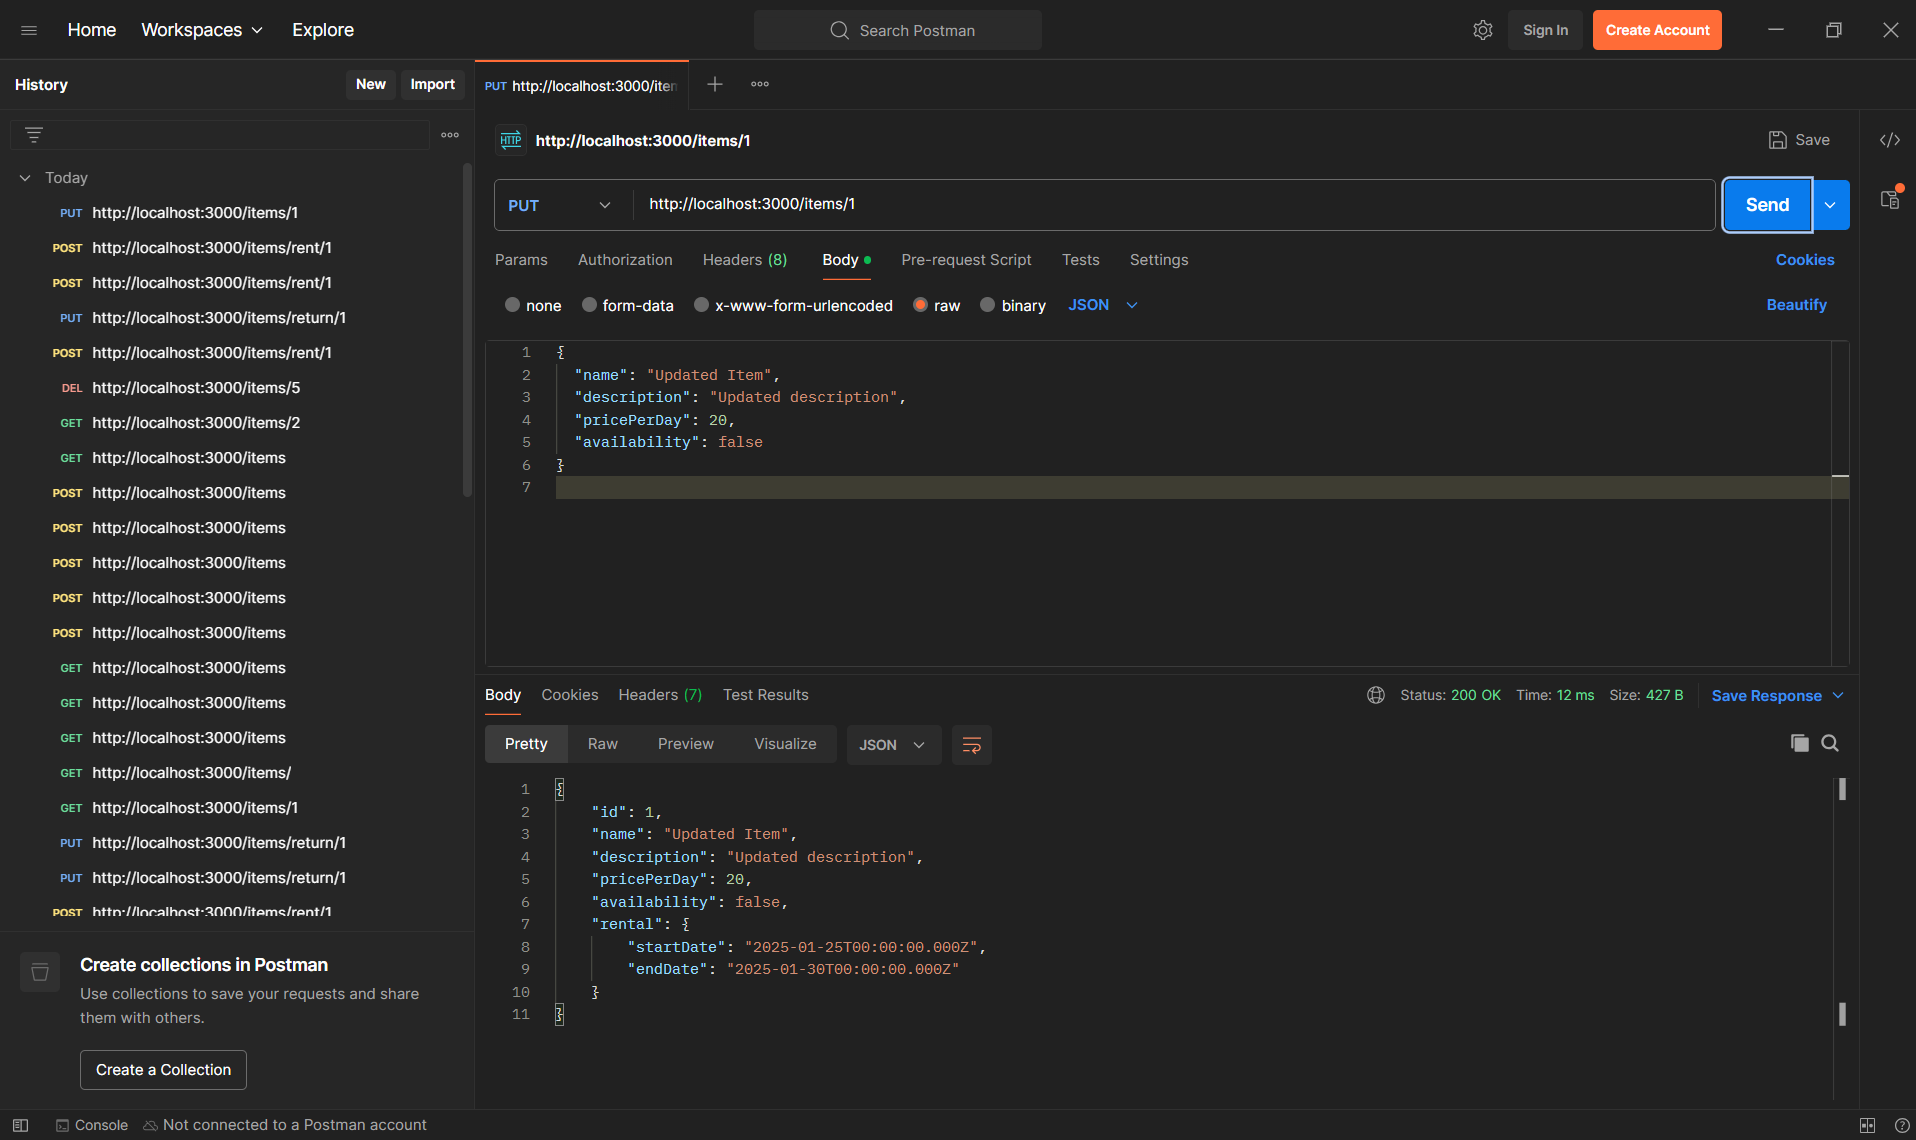 Home Workspaces Explore Search Postman Sign In Create Account
History New Import
PUT http://localhost:3000/iten
HTTP http://localhost:3000/items/1 Save
Today
PUT http://localhost:3000/items/1
POST http://localhost:3000/items/rent/1
POST http://localhost:3000/items/rent/1
PUT http://localhost:3000/items/return/1
POST http://localhost:3000/items/rent/1
DEL http://localhost:3000/items/5
GET http://localhost:3000/items/2
GET http://localhost:3000/items
POST http://localhost:3000/items
POST http://localhost:3000/items
POST http://localhost:3000/items
POST http://localhost:3000/items
POST http://localhost:3000/items
GET http://localhost:3000/items
GET http://localhost:3000/items
GET http://localhost:3000/items
GET http://localhost:3000/items/
GET http://localhost:3000/items/1
PUT http://localhost:3000/items/return/1
PUT http://localhost:3000/items/return/1
POST http://localhost:3000/items/rent/1
Create collections in Postman
Use collections to save your requests and share
them with others.
Create a Collection
PUT http://localhost:3000/items/1 Send
Params Authorization Headers (8) Body Pre-request Script Tests Settings Cookies
none form-data x-www-form-urlencoded raw binary JSON Beautify
1 {
2 "name": "Updated Item",
3 "description": "Updated description",
4 "pricePerDay": 20,
5 "availability": false
6 }
7
Body Cookies Headers (7) Test Results Status: 200 OK Time: 12 ms Size: 427 B Save Response
Pretty Raw Preview Visualize JSON
1 {
2 "id": 1,
3 "name": "Updated Item",
4 "description": "Updated description",
5 "pricePerDay": 20,
6 "availability": false,
7 "rental": {
8 "startDate": "2025-01-25T00:00:00.000Z",
9 "endDate": "2025-01-30T00:00:00.000Z"
10 }
11 }
Console Not connected to a Postman account